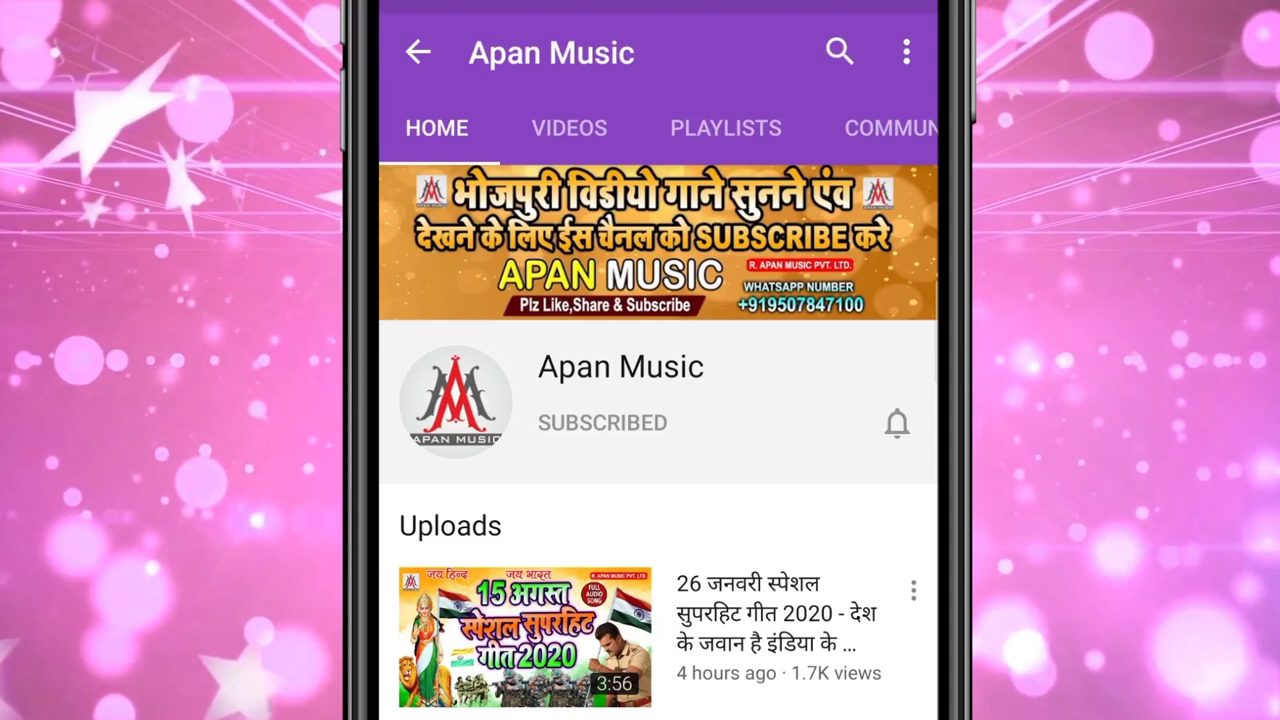 Apan Music
HOME VIDEOS PLAYLISTS COMMUN
भोजपुरी विडीयो गाने सुनने एंव
देखने के लिए ईस चैनल को SUBSCRIBE करे
APAN MUSIC
R. APAN MUSIC PVT. LTD.
WHATSAPP NUMBER
+919507847100
Plz Like,Share & Subscribe
Apan Music
SUBSCRIBED
APAN MUSIC
Uploads
जय हिन्द जय भारत
R. APAN MUSIC PVT. LTD
15 अगस्त
FULL
AUDIO
SONG
स्पेशल सुपरहिट
गीत 2020
3:56
26 जनवरी स्पेशल
सुपरहिट गीत 2020 - देश
के जवान है इंडिया के ...
4 hours ago · 1.7K views